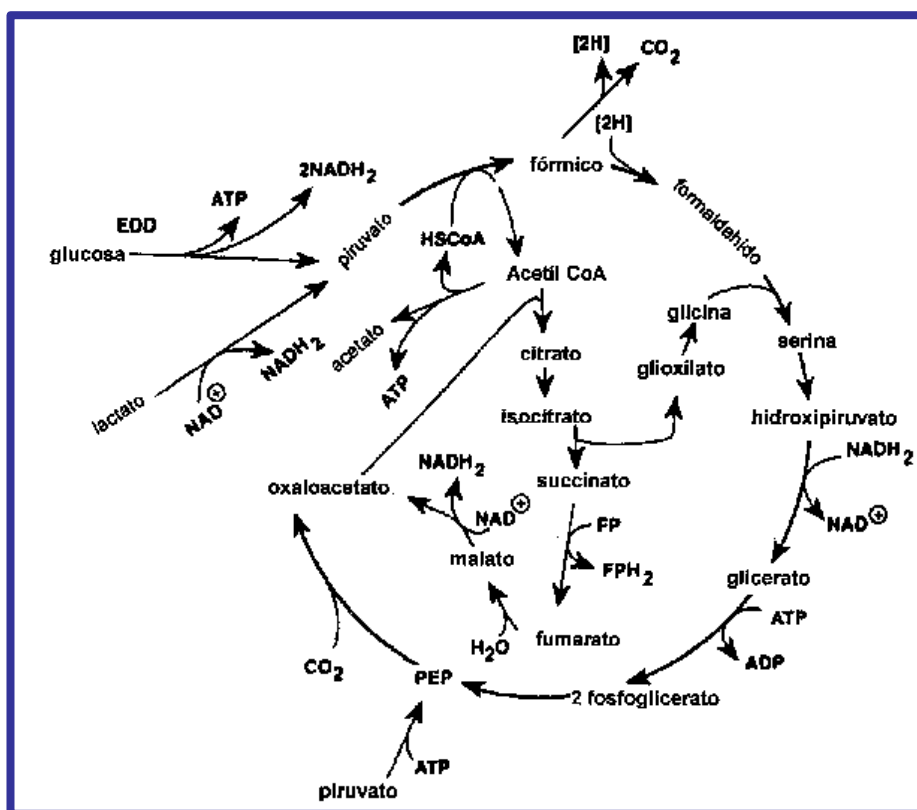 [2H]
CO2
[2H]
fórmico
2NADH2
ATP
EDD
glucosa
piruvato
formaldehido
HSCoA
Acetil CoA
glicina
serina
acetato
NADH2
citrato
glioxilato
ATP
lactato
NAD+
isocitrato
hidroxipiruvato
NADH2
NADH2
oxaloacetato
succinato
NAD+
NAD+
FP
malato
FPH2
glicerato
ATP
H2O
fumarato
CO2
PEP
ADP
2 fosfoglicerato
ATP
piruvato